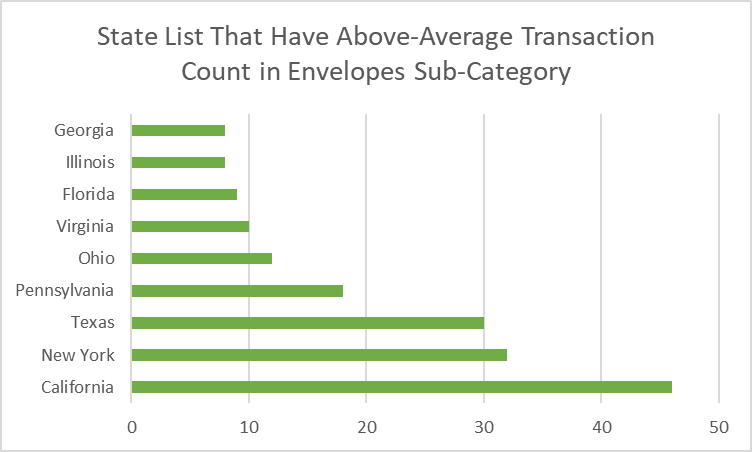 State List That Have Above-Average Transaction
Count in Envelopes Sub-Category
Georgia
Illinois
Florida
Virginia
Ohio
Pennsylvania
Texas
New York
California
0 10 20 30 40 50